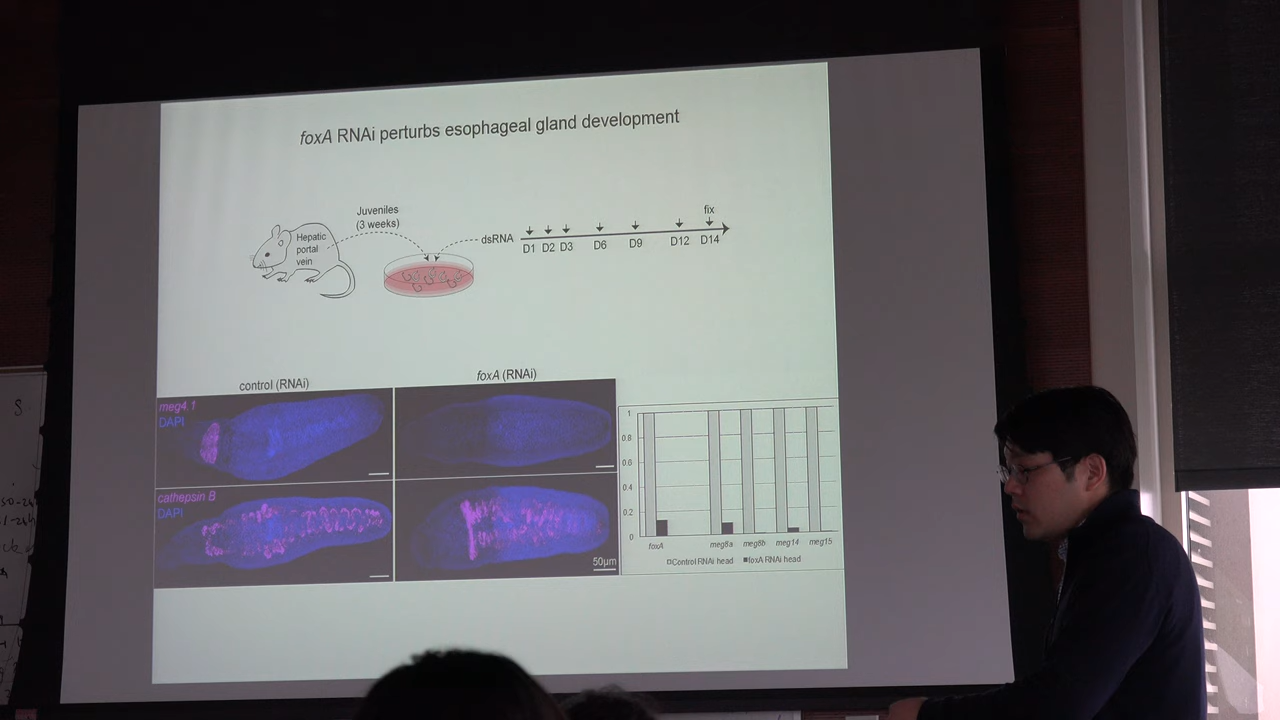 foxA RNAi perturbs esophageal gland development
Juveniles
(3 weeks)
Hepatic
portal
vein
dsRNA
fix
D1 D2 D3 D6 D9 D12 D14
control (RNAi)
foxA (RNAi)
meg4.1
DAPI
cathepsin B
DAPI
50µm
1
0.8
0.6
0.4
0.2
0
foxA meg8a meg8b meg14 meg15
Control RNAi head foxA RNAi head
S